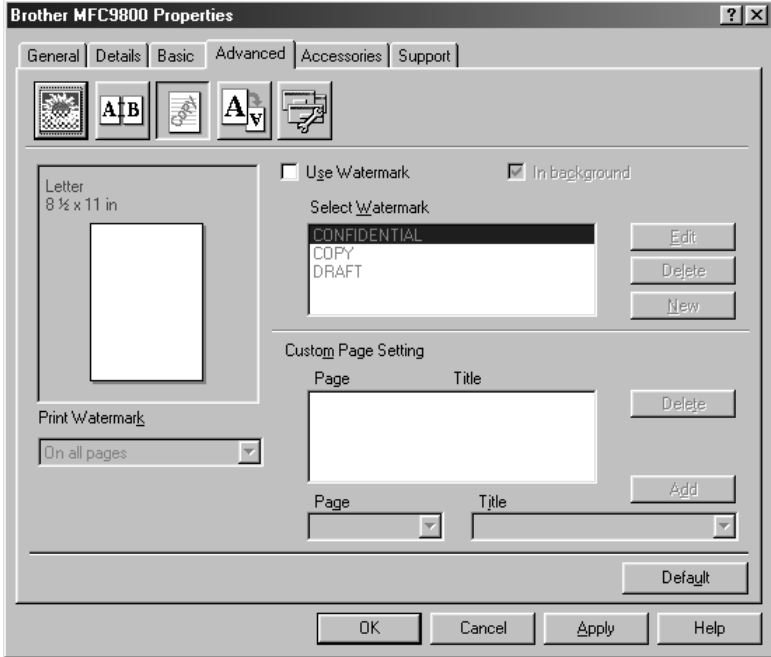 Brother MFC9800 Properties
General Details Basic Advanced Accessories Support
A B COPY A A
Letter
8 ½ x 11 in
Print Watermark
On all pages
Use Watermark In background
Select Watermark
CONFIDENTIAL
COPY
DRAFT
Edit
Delete
New
Custom Page Setting
Page Title
Delete
Add
Page Title
Default
OK Cancel Apply Help